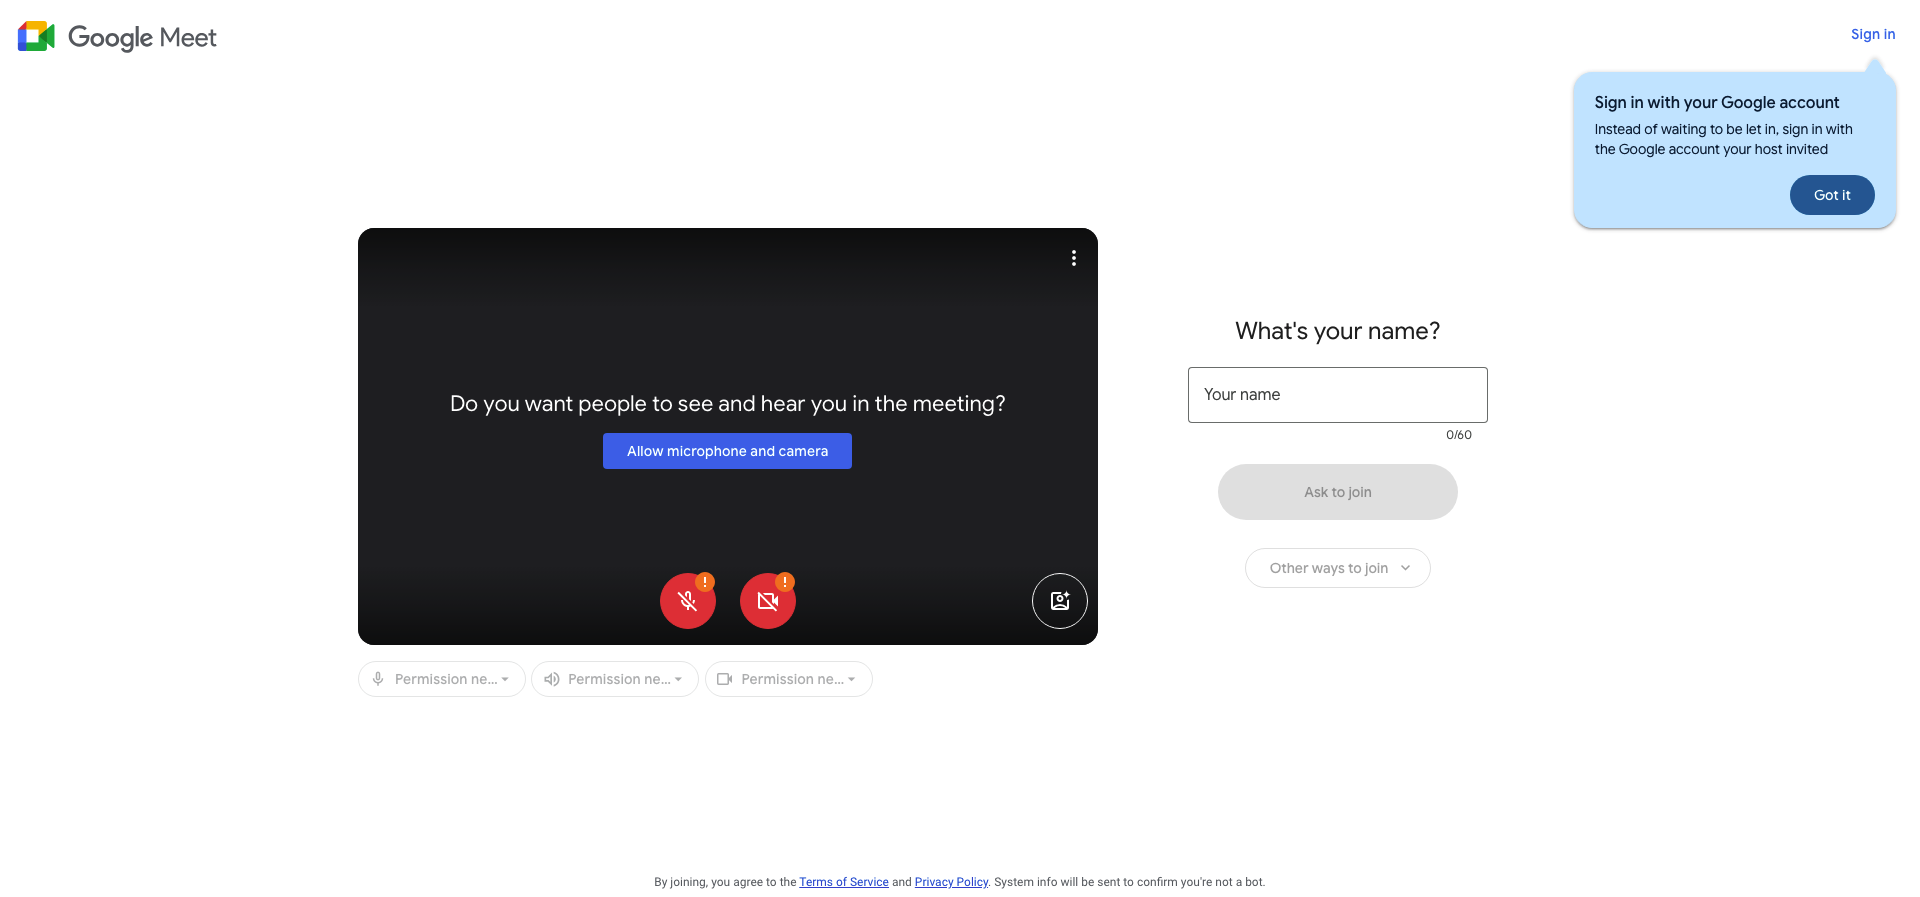 Google Meet
Sign in
Sign in with your Google account
Instead of waiting to be let in, sign in with
the Google account your host invited
Got it
Do you want people to see and hear you in the meeting?
Allow microphone and camera
What's your name?
Your name
0/60
Ask to join
Other ways to join
Permission ne... Permission ne... Permission ne...
By joining, you agree to the Terms of Service and Privacy Policy. System info will be sent to confirm you're not a bot.